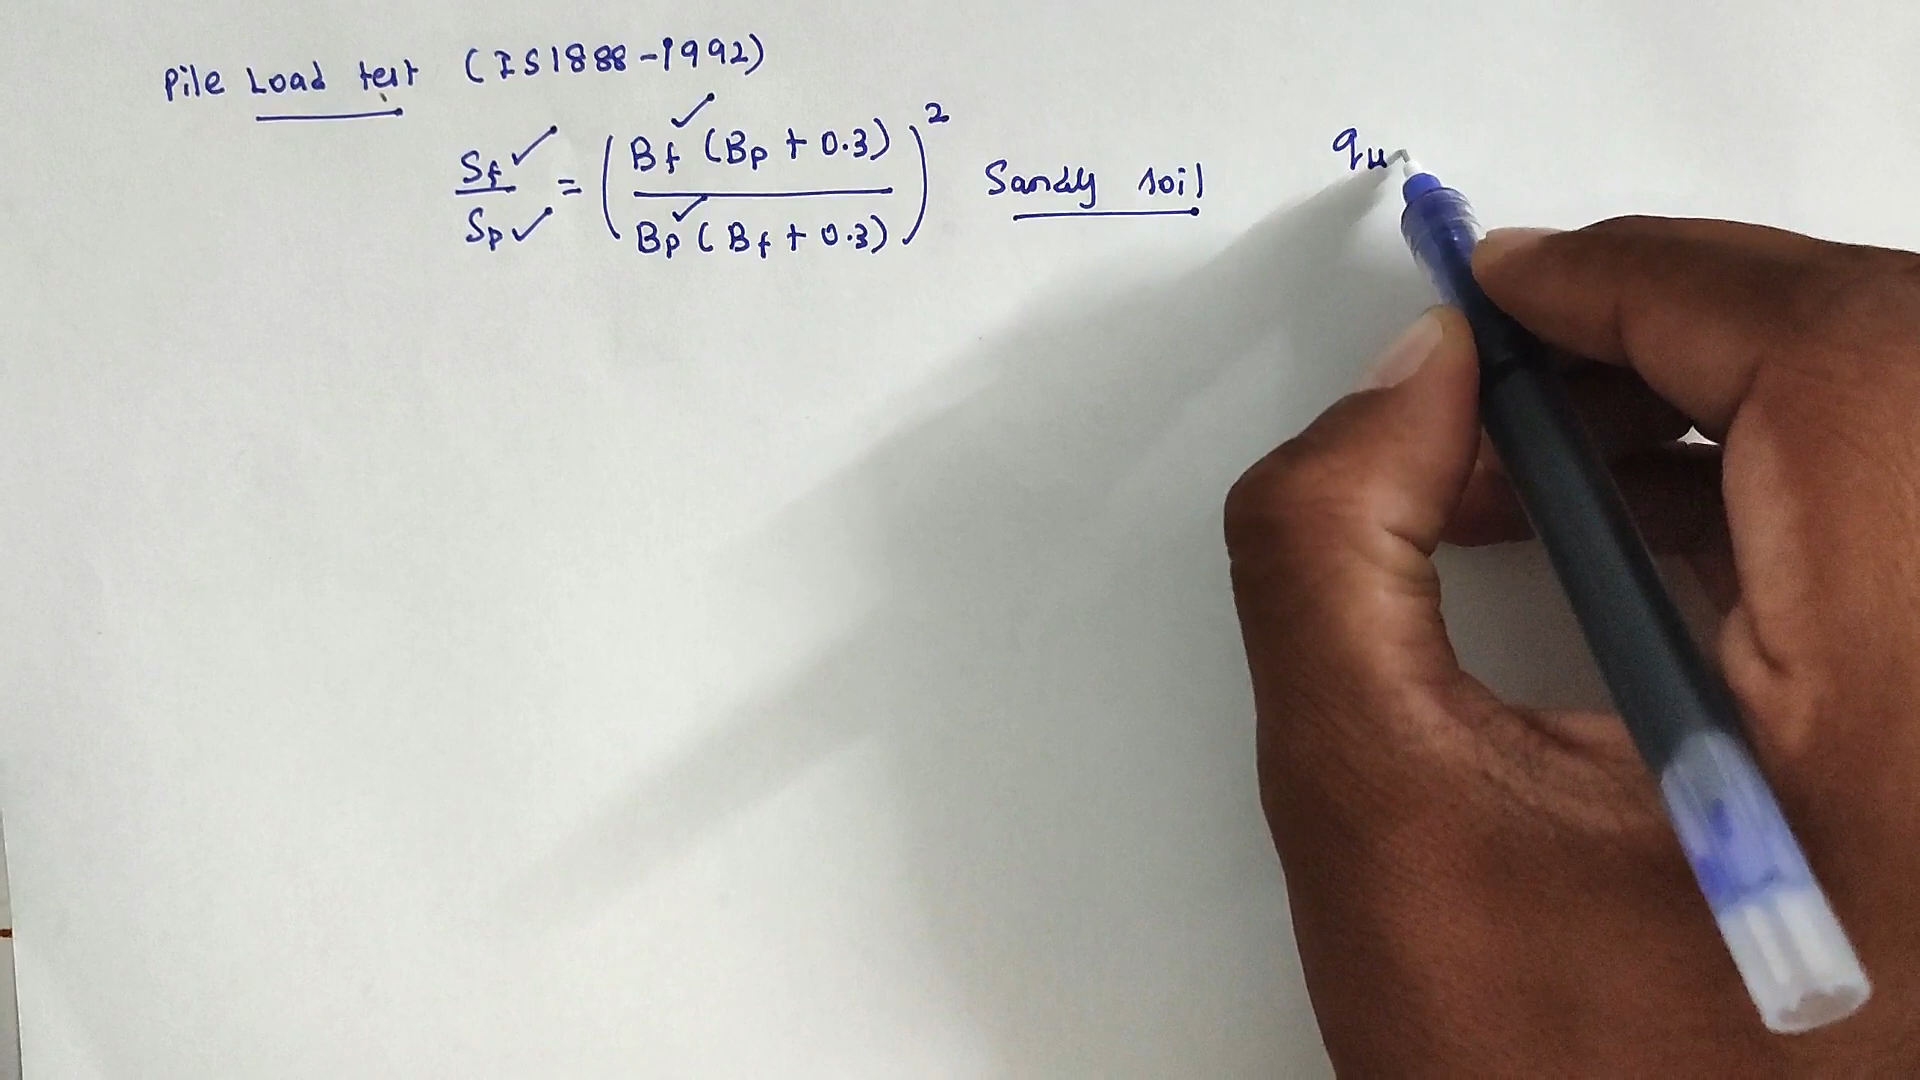 Pile Load test (IS1888-1992)
Sf/Sp = (Bf (Bp + 0.3) / Bp (Bf + 0.3))² Sandy soil qu